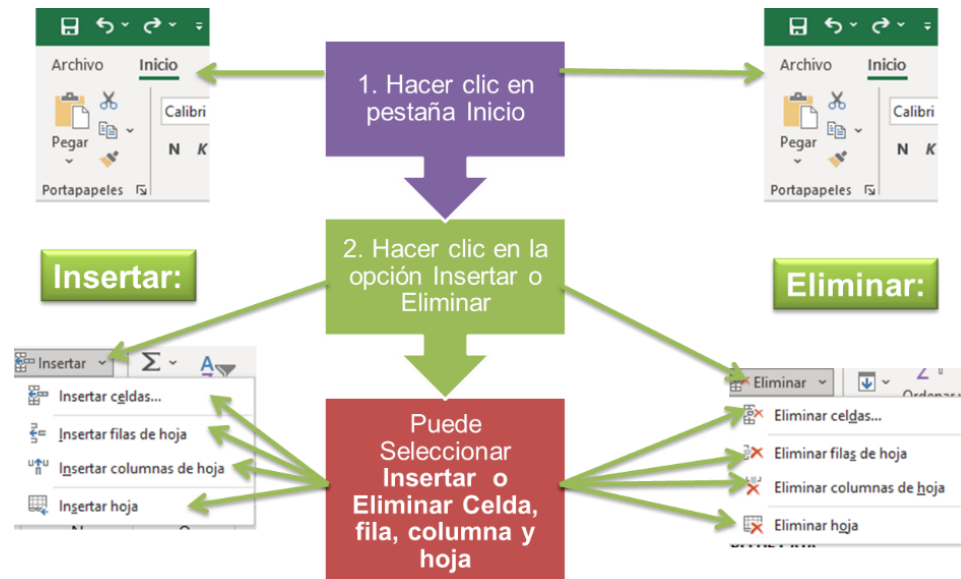 Archivo Inicio
Calibri
Pegar
N K
Portapapeles
1. Hacer clic en
pestaña Inicio
Archivo Inicio
Calibri
Pegar
N K
Portapapeles
Insertar:
2. Hacer clic en la
opción Insertar o
Eliminar
Eliminar:
Insertar
Insertar celdas...
Insertar filas de hoja
Insertar columnas de hoja
Insertar hoja
Puede
Seleccionar
Insertar o
Eliminar Celda,
fila, columna y
hoja
Eliminar
Eliminar celdas...
Eliminar filas de hoja
Eliminar columnas de hoja
Eliminar hoja